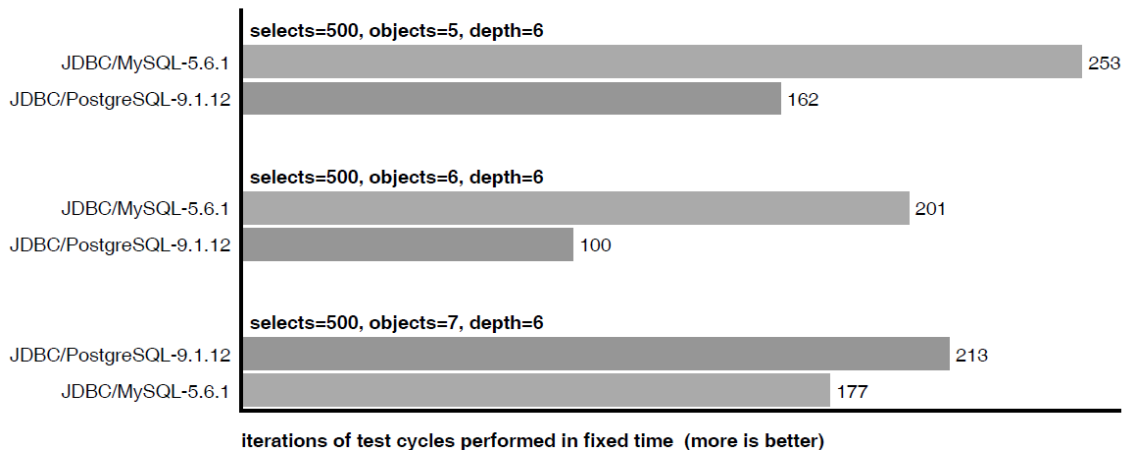 selects=500, objects=5, depth=6
JDBC/MySQL-5.6.1 253
JDBC/PostgreSQL-9.1.12 162
selects=500, objects=6, depth=6
JDBC/MySQL-5.6.1 201
JDBC/PostgreSQL-9.1.12 100
selects=500, objects=7, depth=6
JDBC/PostgreSQL-9.1.12 213
JDBC/MySQL-5.6.1 177
iterations of test cycles performed in fixed time (more is better)